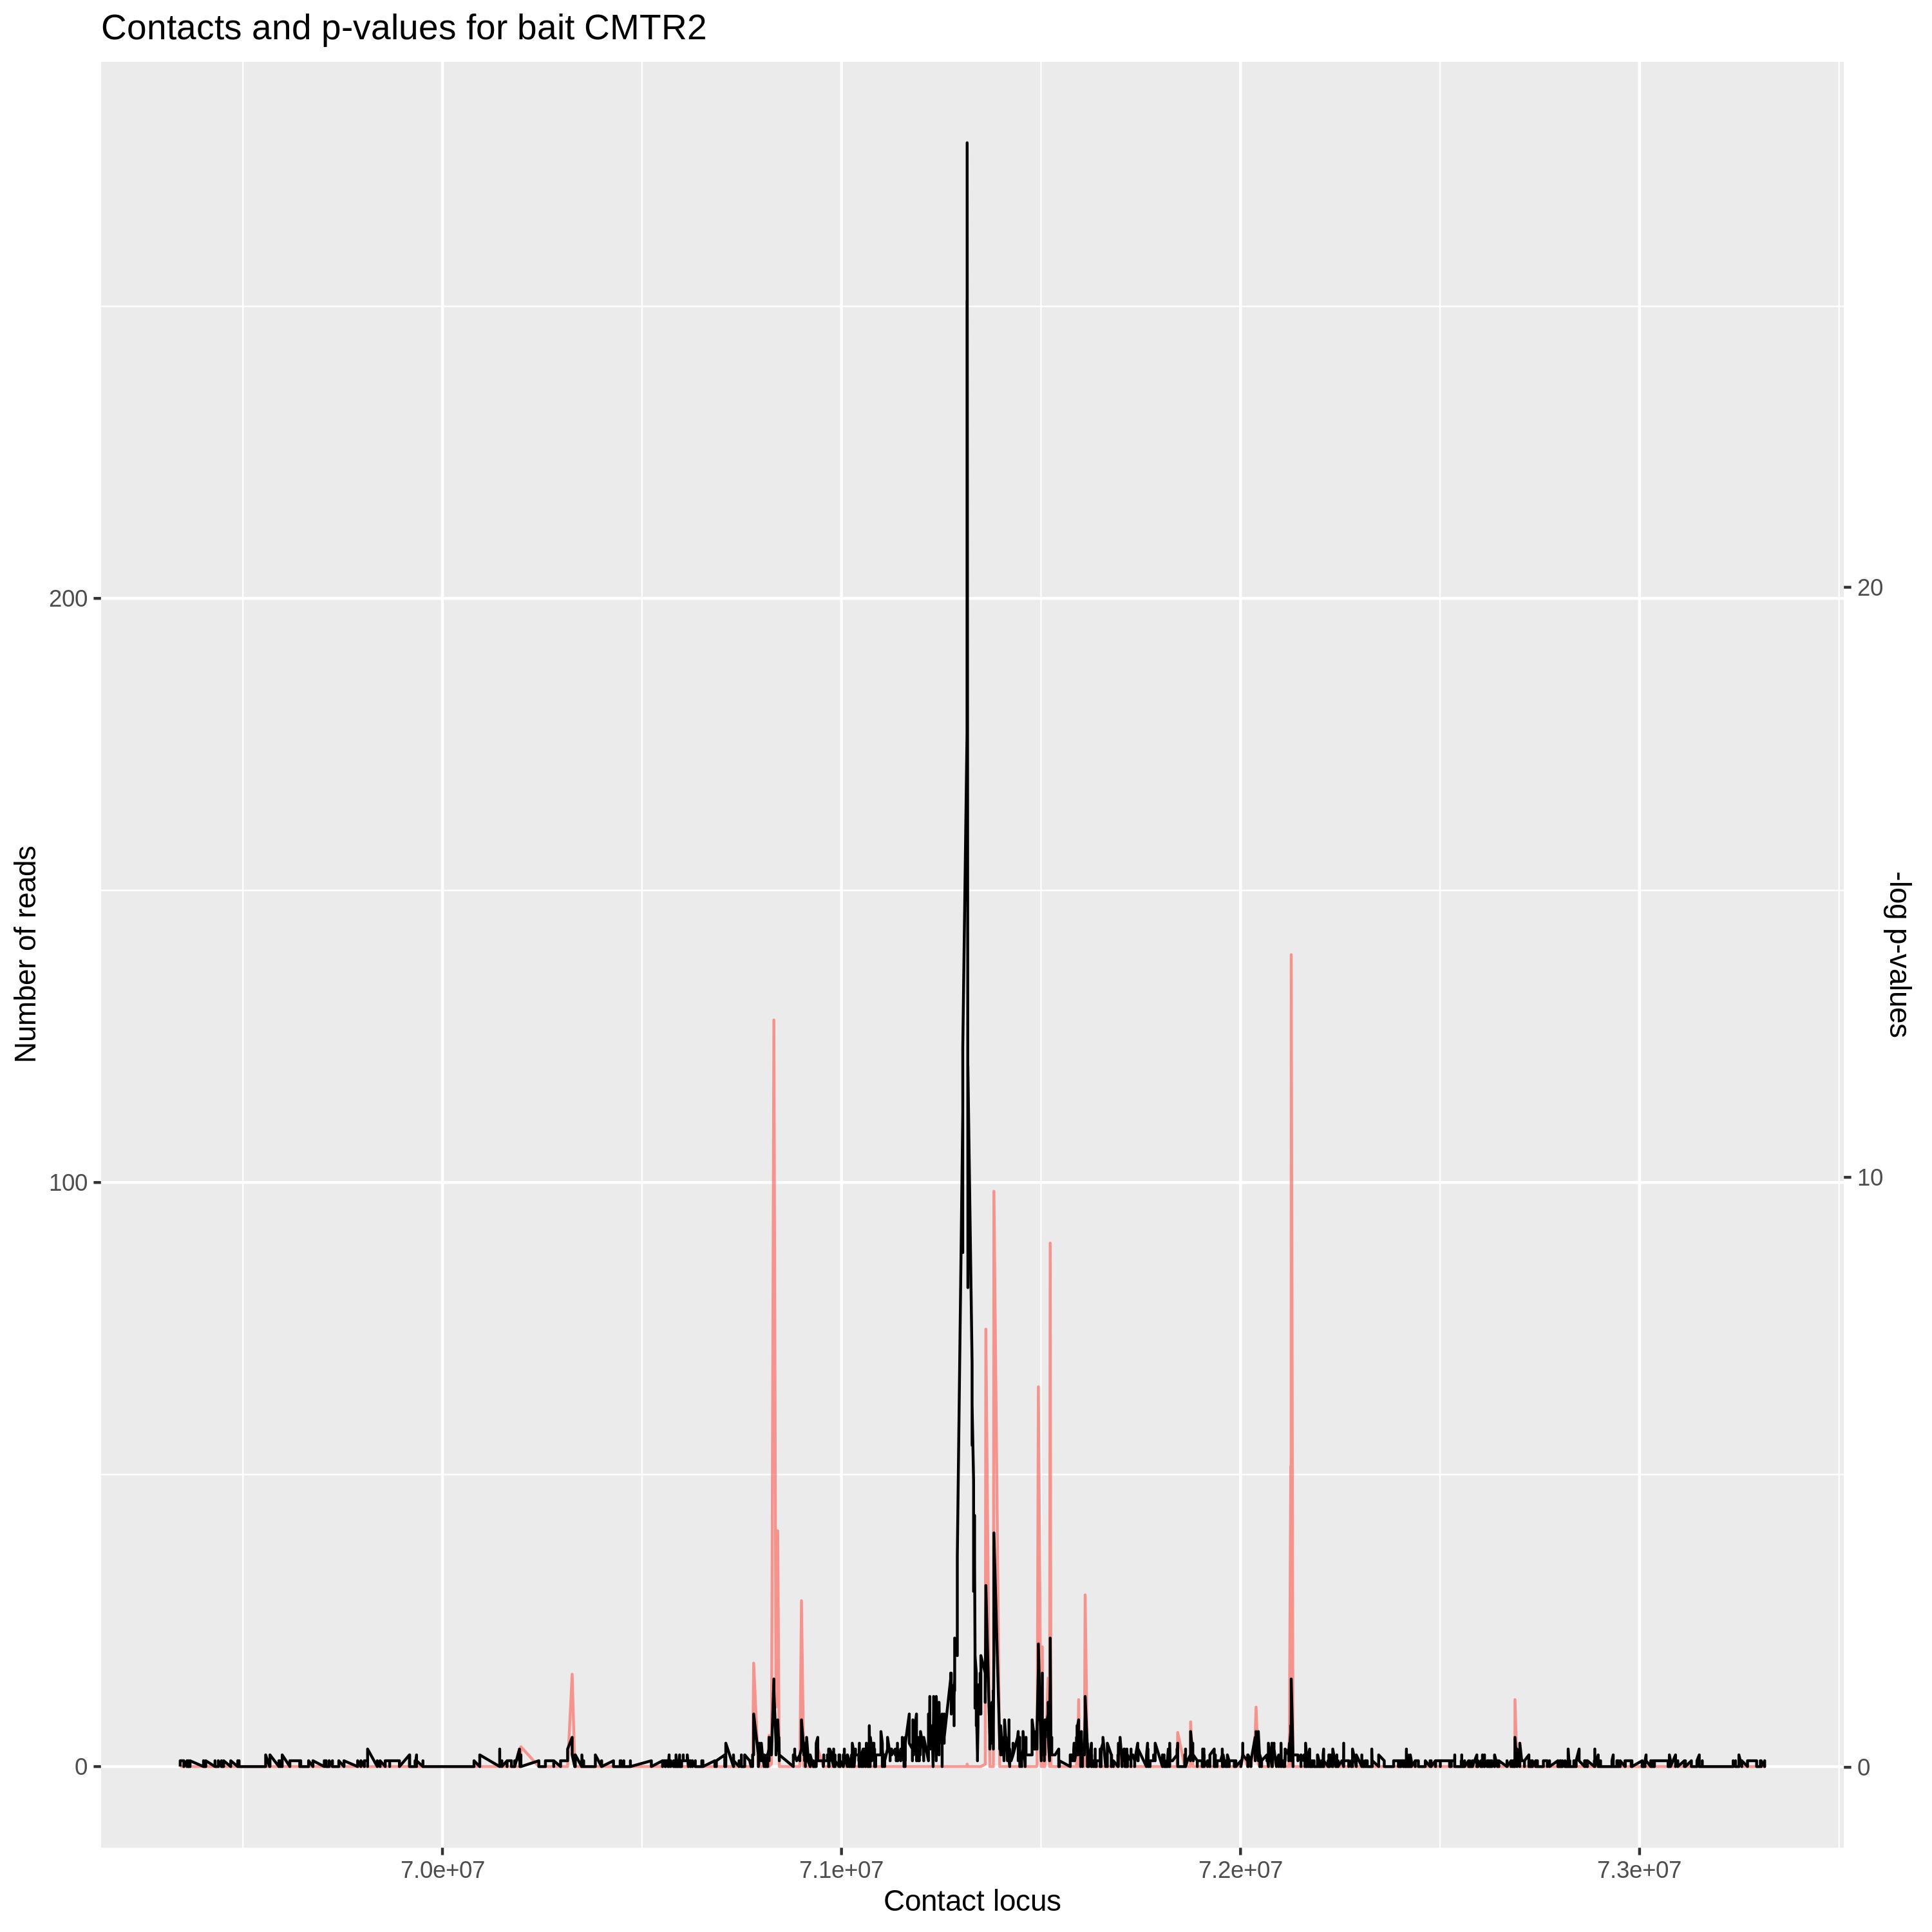 Contacts and p-values for bait CMTR2
Number of reads
200
100
0
20
10
0
-log p-values
7.0e+07
7.1e+07
7.2e+07
7.3e+07
Contact locus